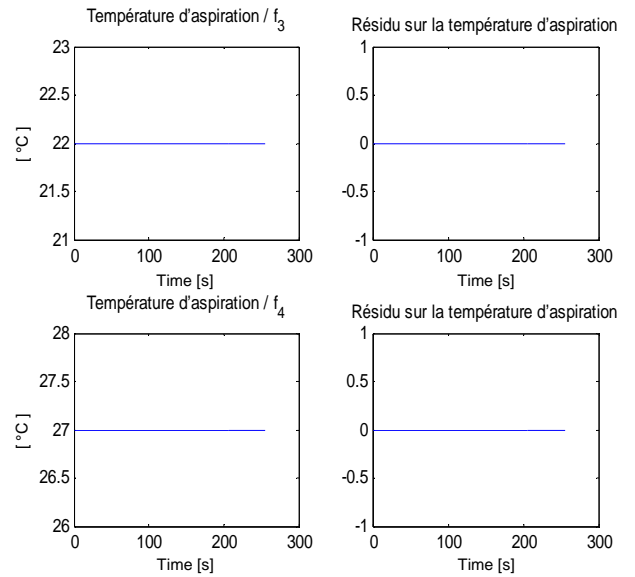 Température d'aspiration / f3
23
22.5
22
21.5
21
[ °C ]
0 100 200 300
Time [s]
Résidu sur la température d'aspiration
1
0.5
0
-0.5
-1
0 100 200 300
Time [s]
Température d'aspiration / f4
28
27.5
27
26.5
26
[ °C ]
0 100 200 300
Time [s]
Résidu sur la température d'aspiration
1
0.5
0
-0.5
-1
0 100 200 300
Time [s]